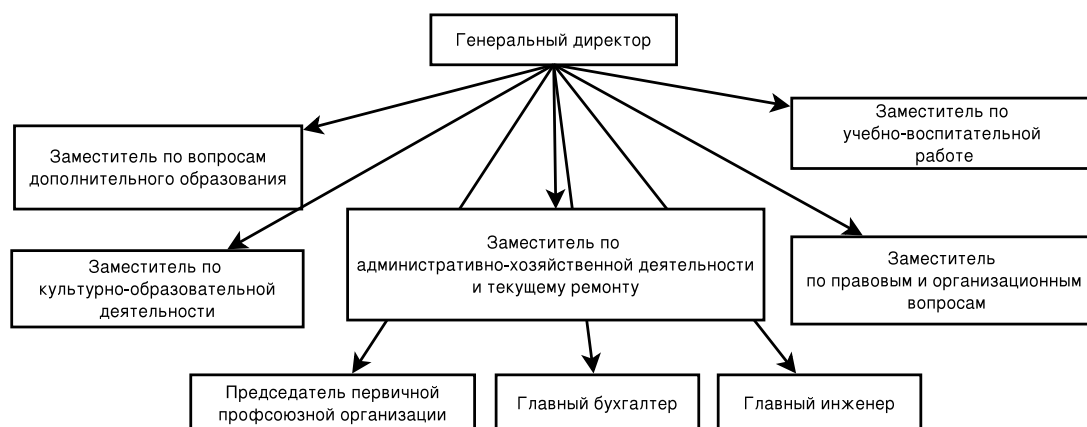 Генеральный директор
Заместитель по вопросам
дополнительного образования
Заместитель по
учебно-воспитательной
работе
Заместитель по
культурно-образовательной
деятельности
Заместитель по
административно-хозяйственной деятельности
и текущему ремонту
Заместитель
по правовым и организационным
вопросам
Председатель первичной
профсоюзной организации
Главный бухгалтер
Главный инженер